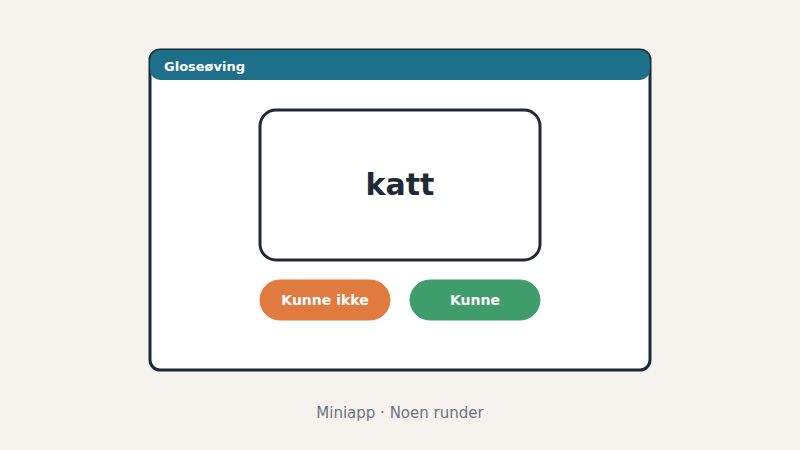 Gloseøving
katt
Kunne ikke
Kunne
Miniapp · Noen runder